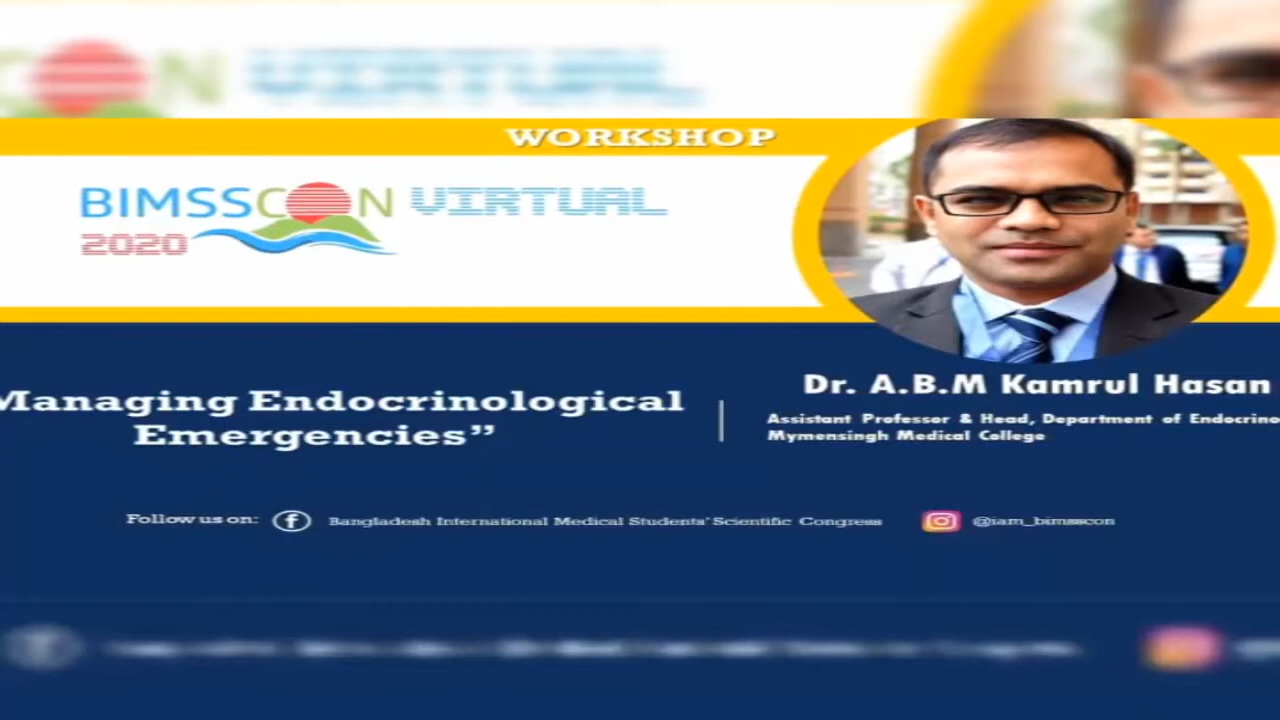 N VIRTUAL
WORKSHOP
BIMSSCON VIRTUAL
2020
Managing Endocrinological
Emergencies”
Dr. A.B.M Kamrul Hasan
Assistant Professor & Head, Department of Endocrino
Mymensingh Medical College
Follow us on: Bangladesh International Medical Students' Scientific Congress @iam_bimsscon